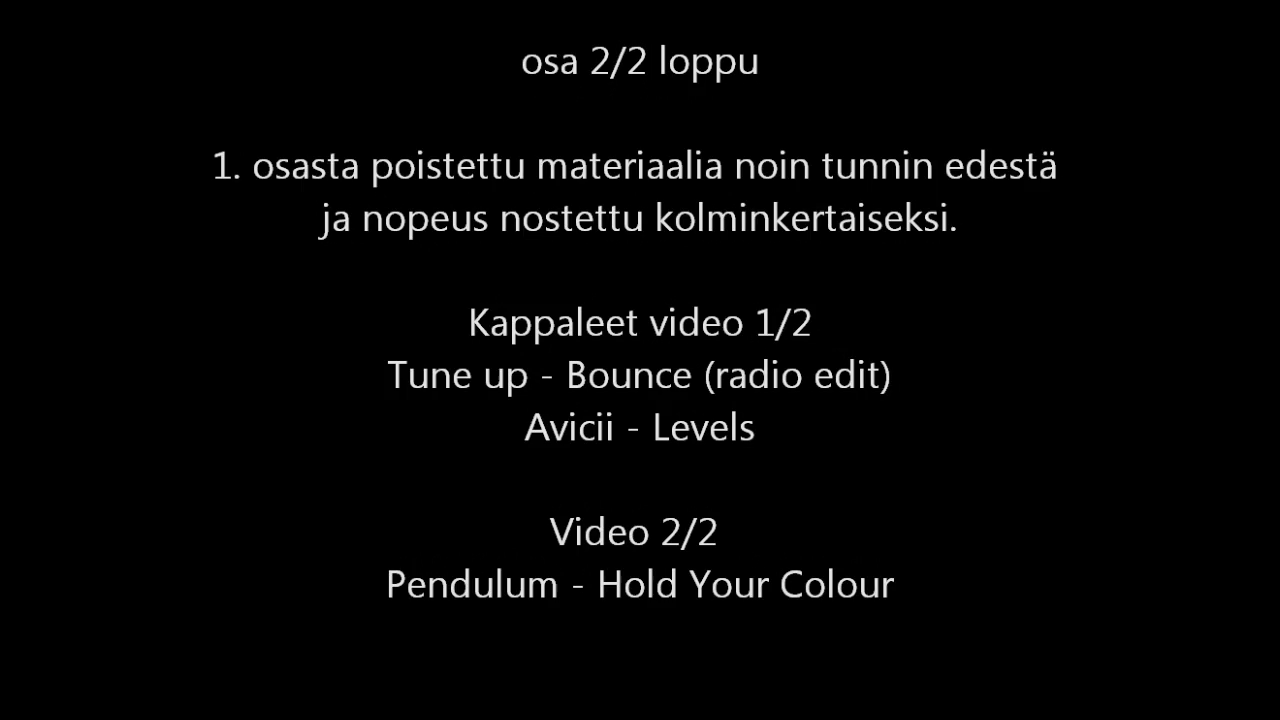 osa 2/2 loppu
1. osasta poistettu materiaalia noin tunnin edestä
ja nopeus nostettu kolminkertaiseksi.
Kappaleet video 1/2
Tune up - Bounce (radio edit)
Avicii - Levels
Video 2/2
Pendulum - Hold Your Colour